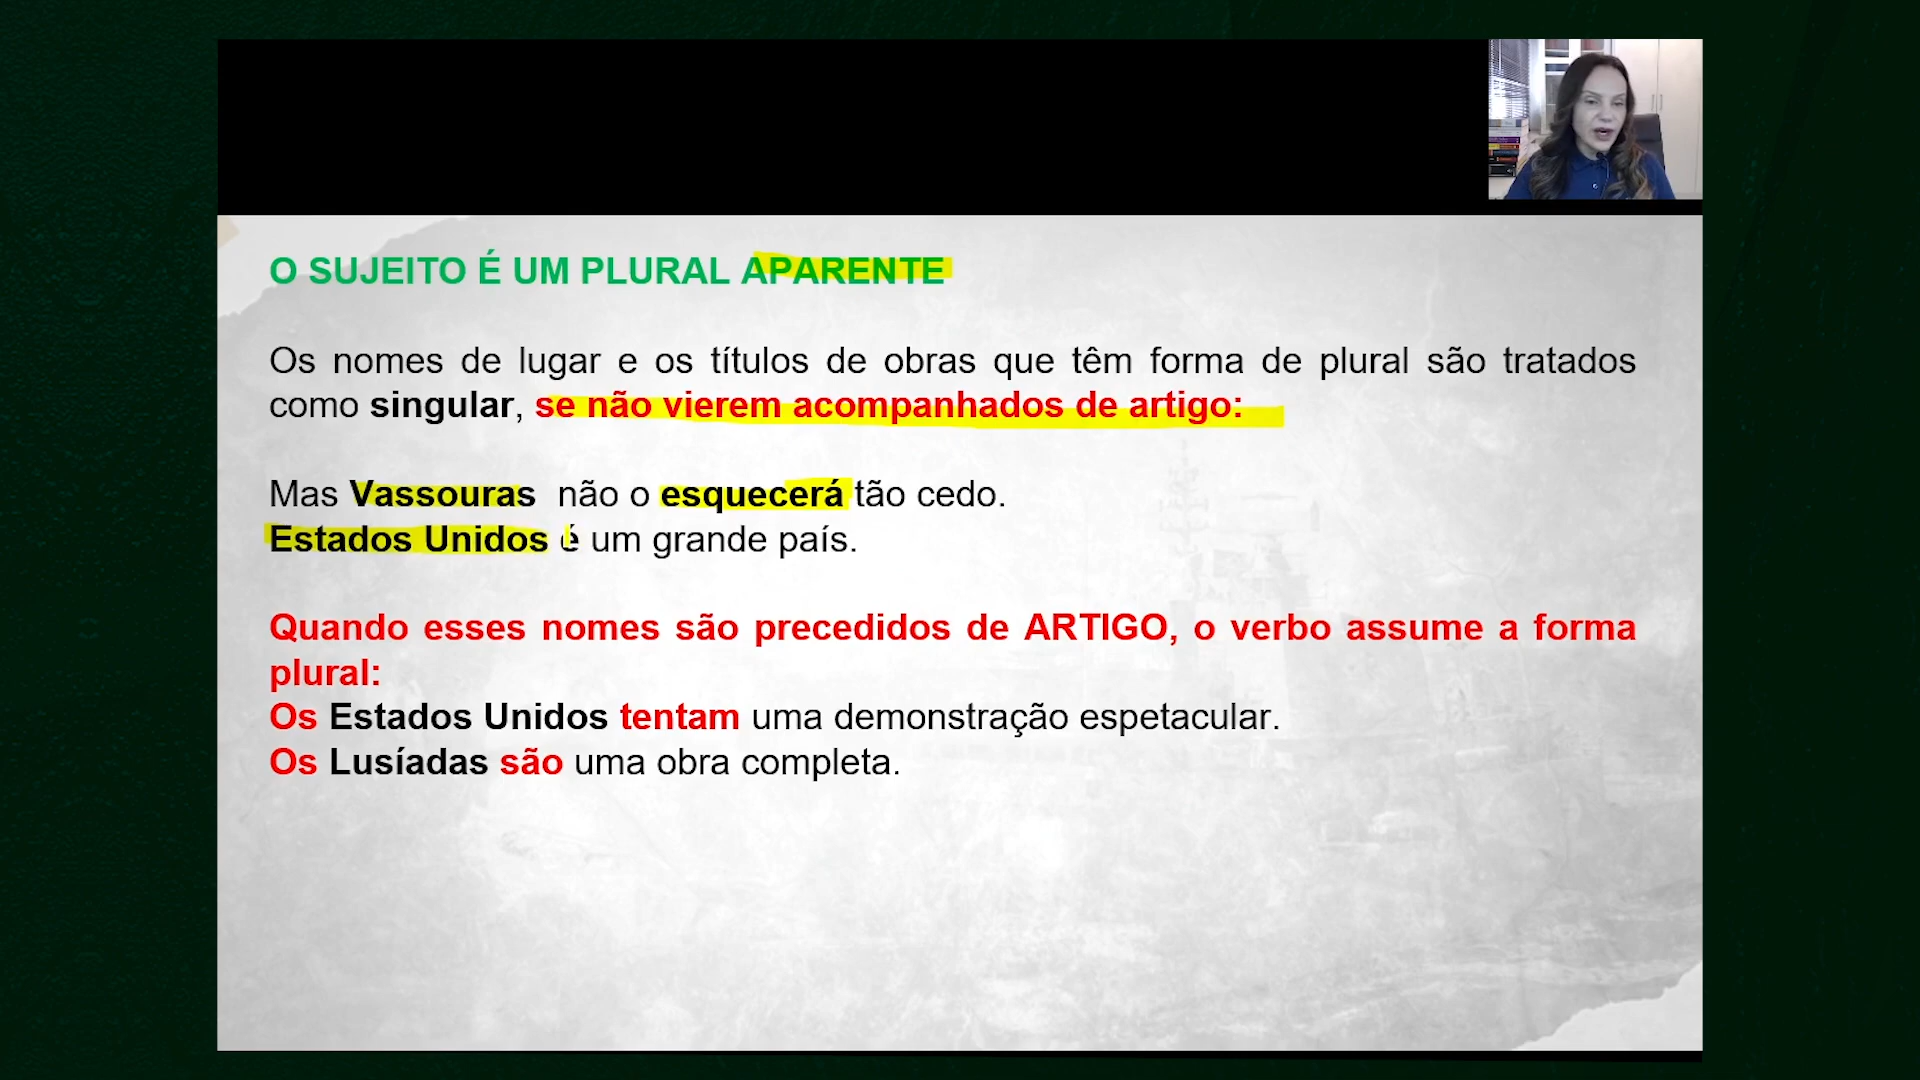 O SUJEITO É UM PLURAL APARENTE
Os nomes de lugar e os títulos de obras que têm forma de plural são tratados
como singular, se não vierem acompanhados de artigo:
Mas Vassouras não o esquecerá tão cedo.
Estados Unidos é um grande país.
Quando esses nomes são precedidos de ARTIGO, o verbo assume a forma
plural:
Os Estados Unidos tentam uma demonstração espetacular.
Os Lusíadas são uma obra completa.